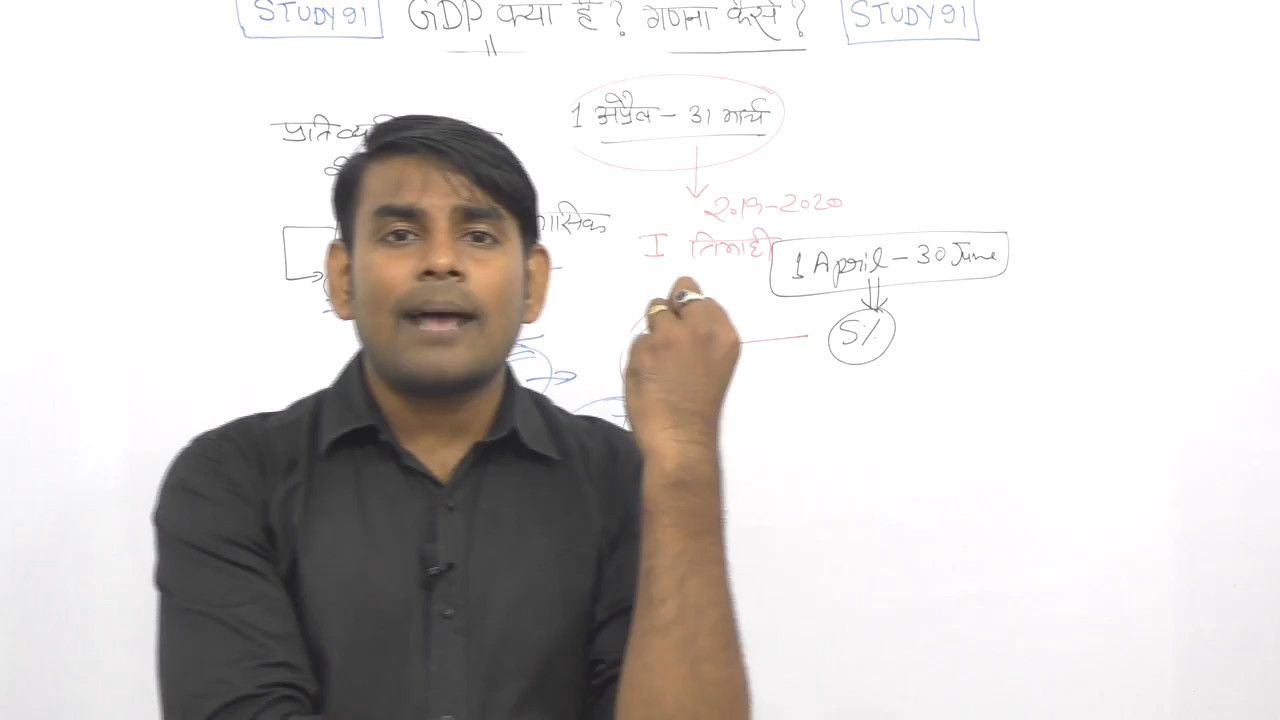 STUDY91 GDP क्या है? गणना कैसे? STUDY91
1 अप्रैल - 31 मार्च
2019-2020
I तिमाही 1 April - 30 June
5%